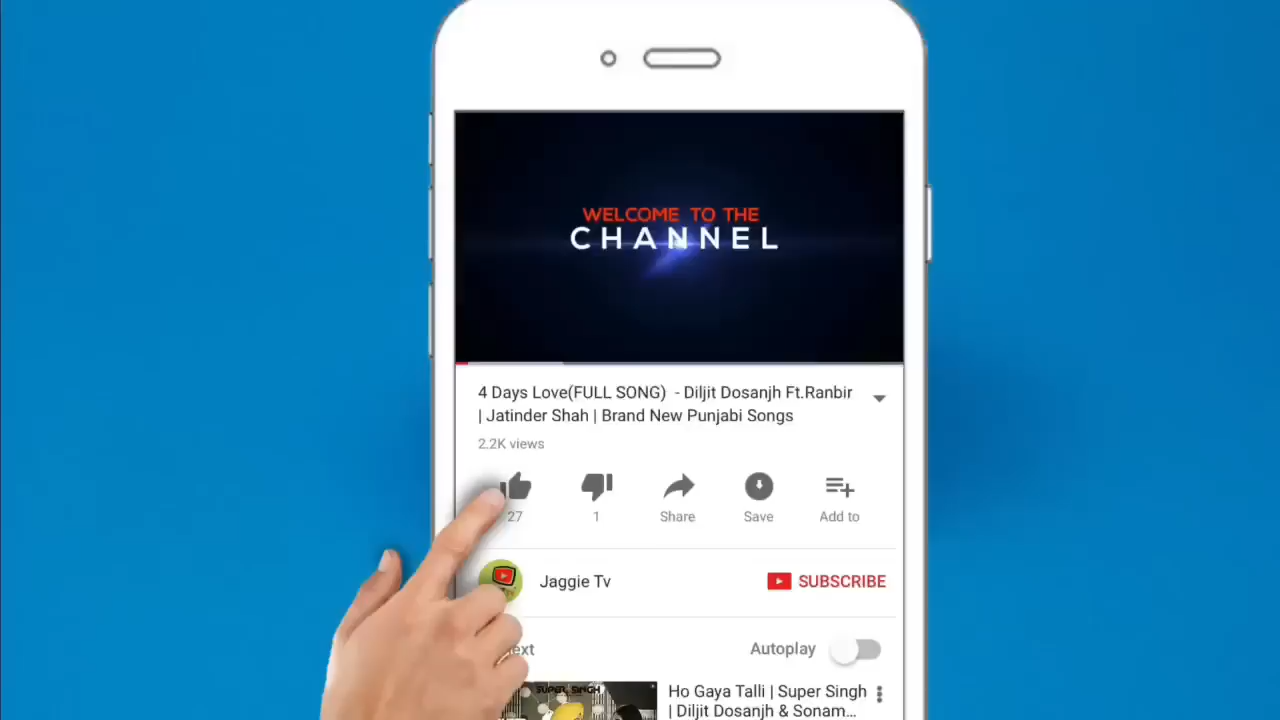 WELCOME TO THE
CHANNEL
4 Days Love(FULL SONG) - Diljit Dosanjh Ft.Ranbir
| Jatinder Shah | Brand New Punjabi Songs
2.2K views
27
1
Share
Save
Add to
Jaggie Tv
SUBSCRIBE
Autoplay
SUPER SINGH
Ho Gaya Talli | Super Singh
| Diljit Dosanjh & Sonam...